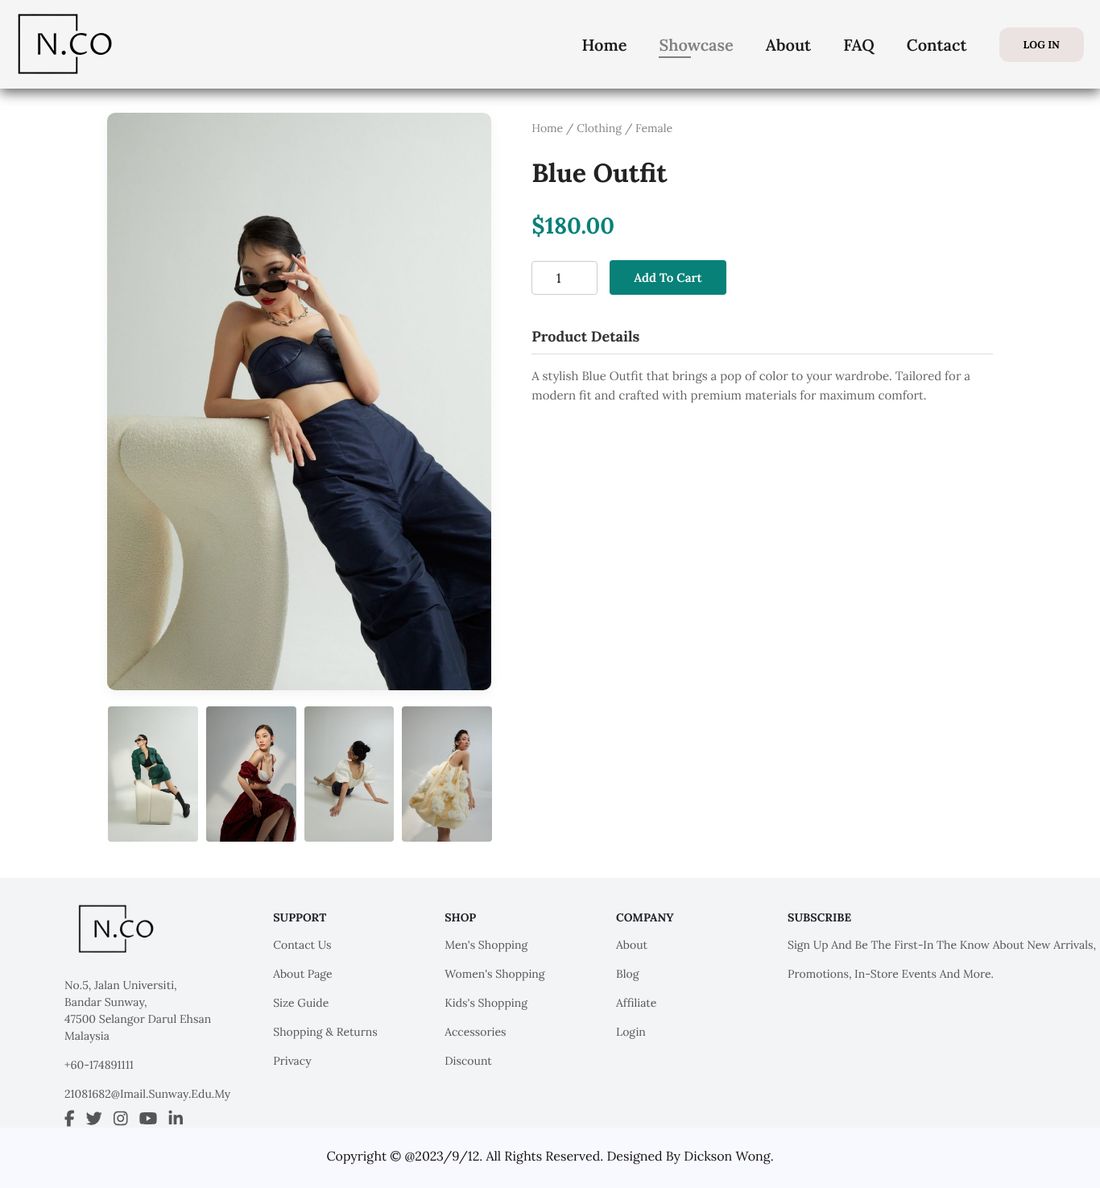 N.CO
Home
Showcase
About
FAQ
Contact
LOG IN
Home / Clothing / Female
Blue Outfit
$180.00
1
Add To Cart
Product Details
A stylish Blue Outfit that brings a pop of color to your wardrobe. Tailored for a
modern fit and crafted with premium materials for maximum comfort.
N.CO
No.5, Jalan Universiti,
Bandar Sunway,
47500 Selangor Darul Ehsan
Malaysia
+60-174891111
21081682@Imail.Sunway.Edu.My
SUPPORT
Contact Us
About Page
Size Guide
Shopping & Returns
Privacy
SHOP
Men's Shopping
Women's Shopping
Kid's Shopping
Accessories
Discount
COMPANY
About
Blog
Affiliate
Login
SUBSCRIBE
Sign Up And Be The First-In The Know About New Arrivals,
Promotions, In-Store Events And More.
Copyright © @2023/9/12. All Rights Reserved. Designed By Dickson Wong.